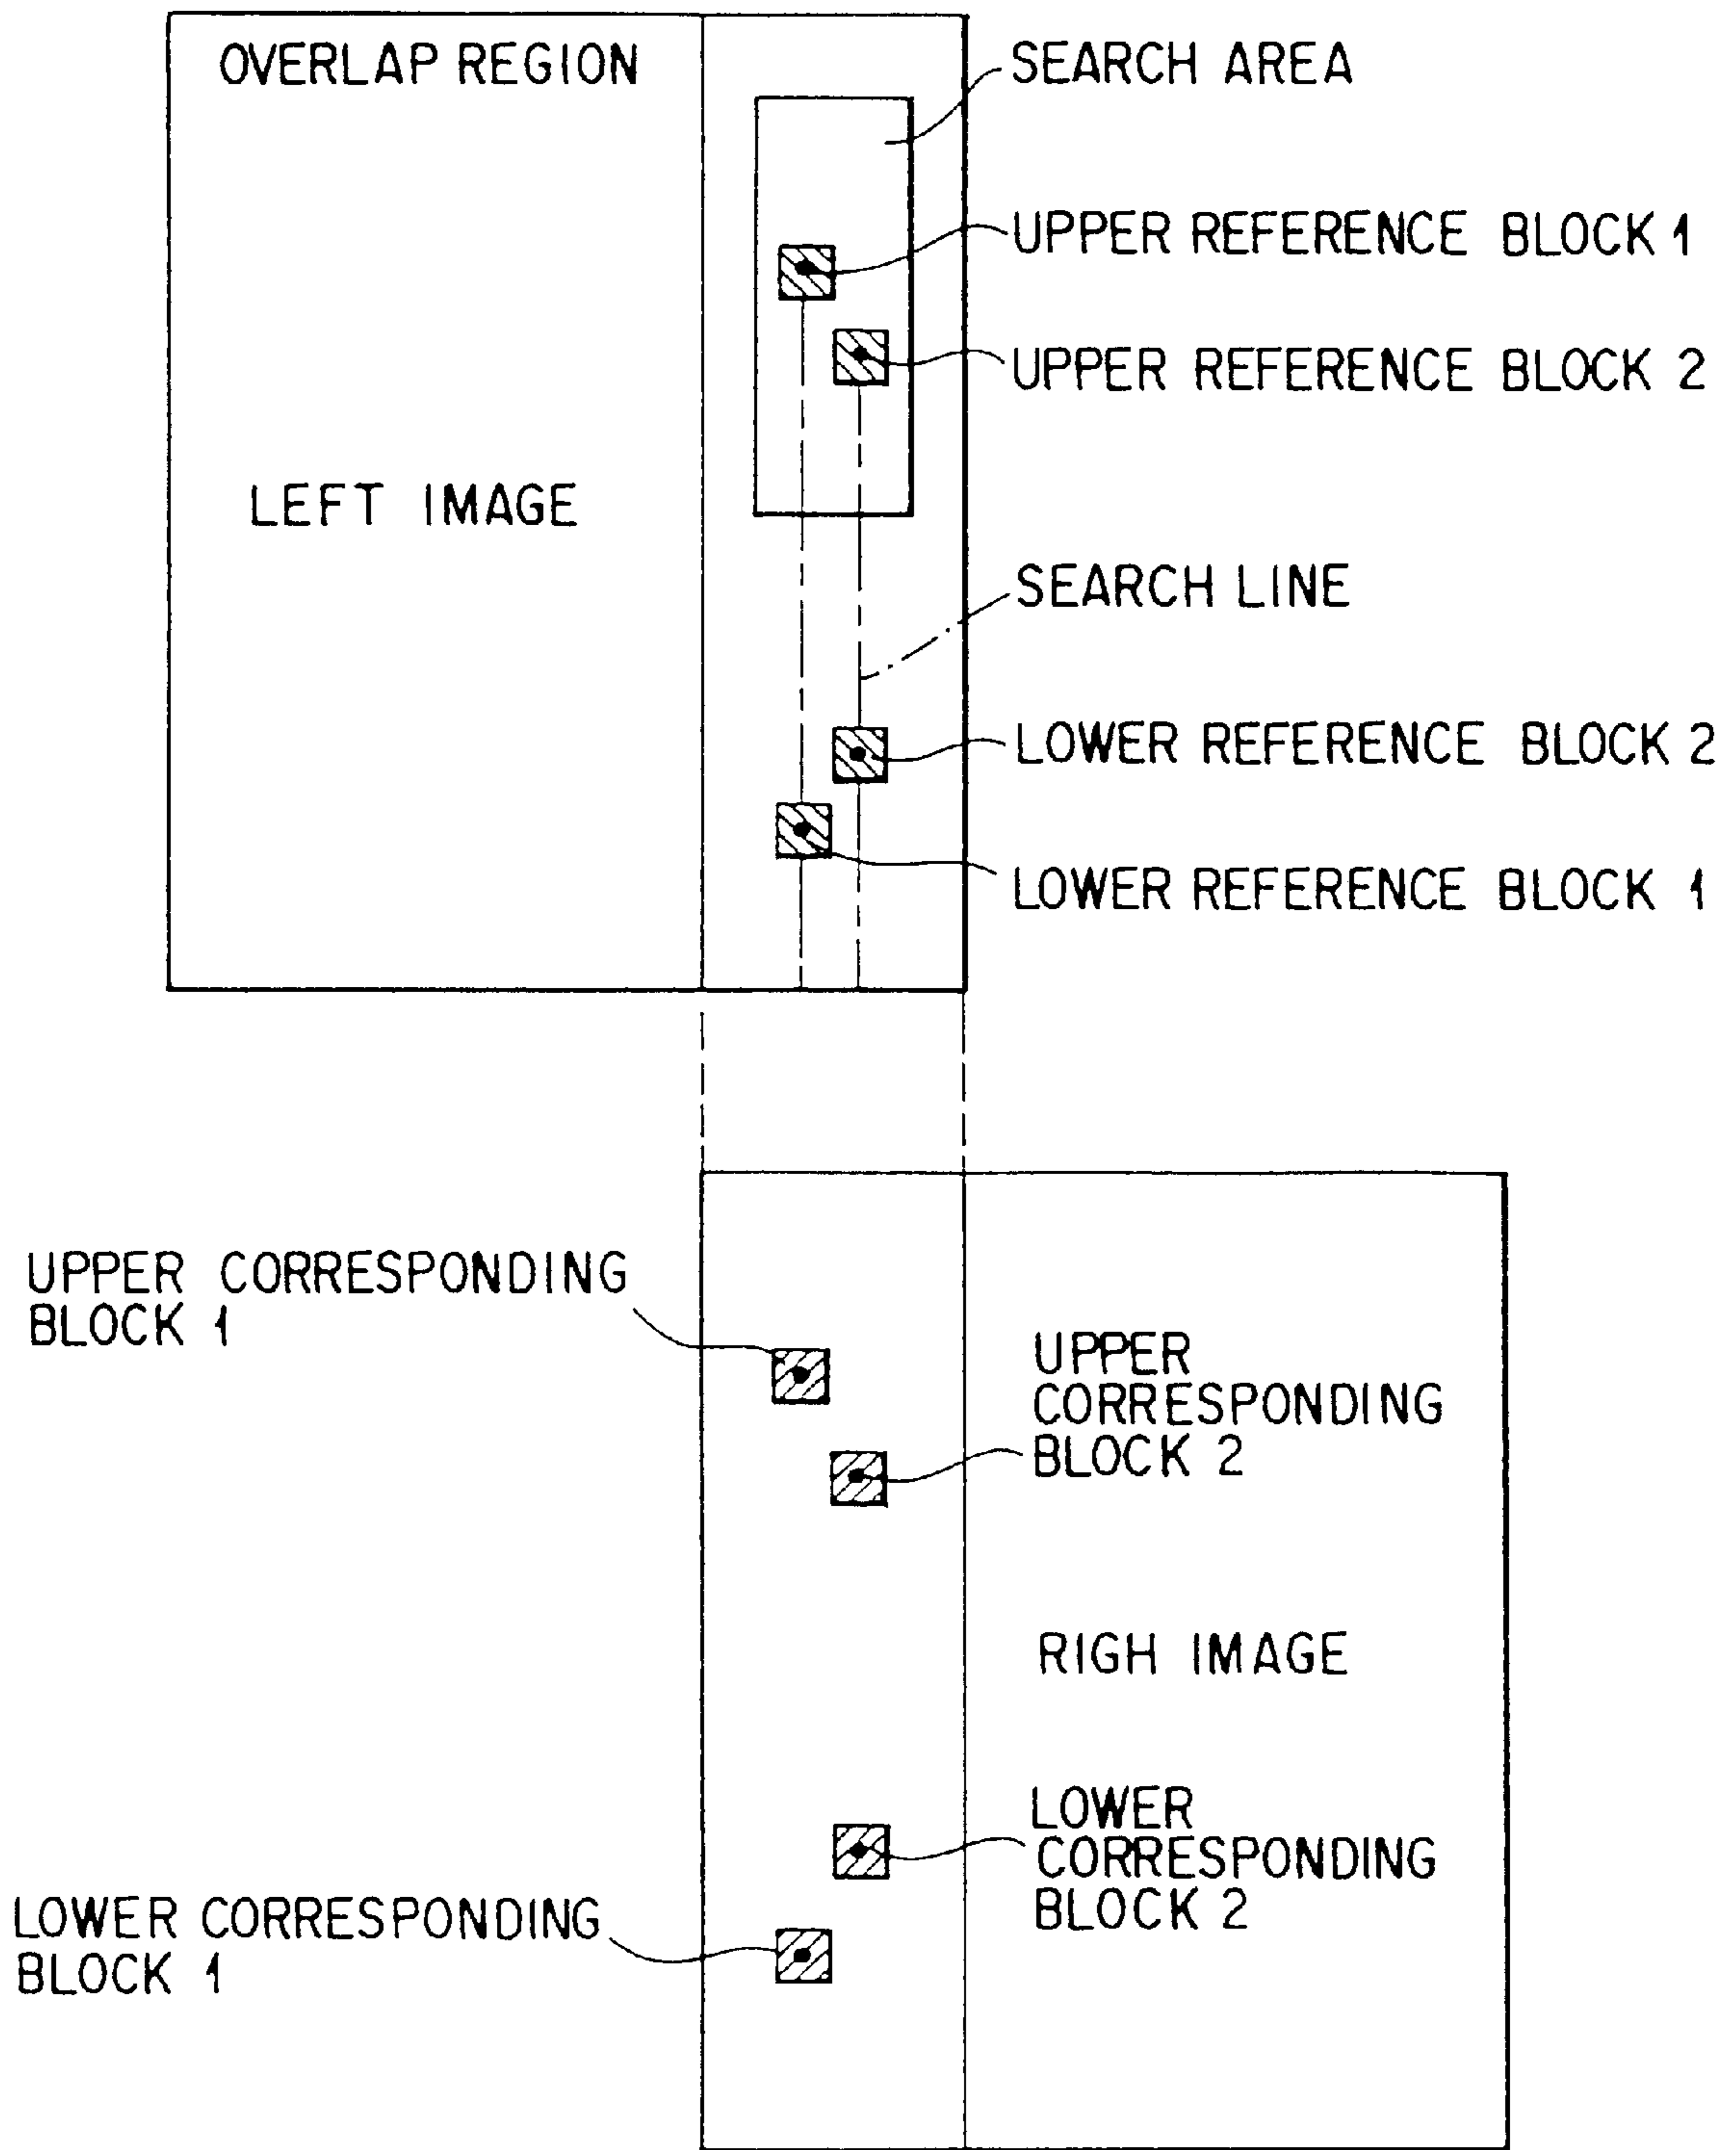 OVERLAP REGION
SEARCH AREA
UPPER REFERENCE BLOCK 1
UPPER REFERENCE BLOCK 2
LEFT IMAGE
SEARCH LINE
LOWER REFERENCE BLOCK 2
LOWER REFERENCE BLOCK 1
UPPER CORRESPONDING
BLOCK 1
UPPER
CORRESPONDING
BLOCK 2
RIGH IMAGE
LOWER
CORRESPONDING
BLOCK 2
LOWER CORRESPONDING
BLOCK 1